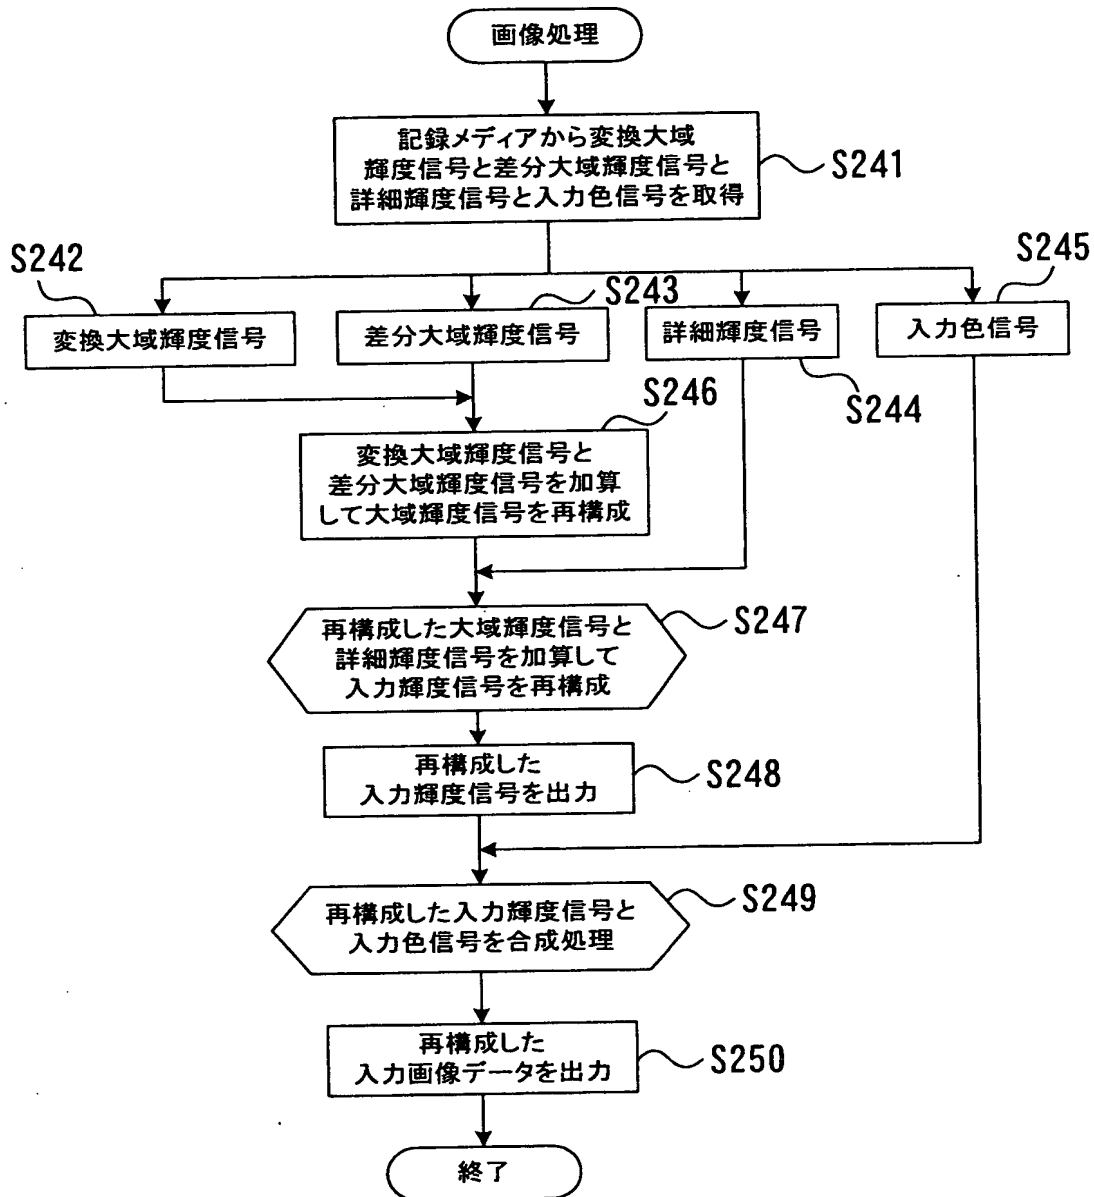 画像処理
記録メディアから変換大域
輝度信号と差分大域輝度信号と
詳細輝度信号と入力色信号を取得
S241
S242
変換大域輝度信号
S243
差分大域輝度信号
詳細輝度信号
S244
S245
入力色信号
S246
変換大域輝度信号と
差分大域輝度信号を加算
して大域輝度信号を再構成
再構成した大域輝度信号と
詳細輝度信号を加算して
入力輝度信号を再構成
S247
再構成した
入力輝度信号を出力
S248
再構成した入力輝度信号と
入力色信号を合成処理
S249
再構成した
入力画像データを出力
S250
終了